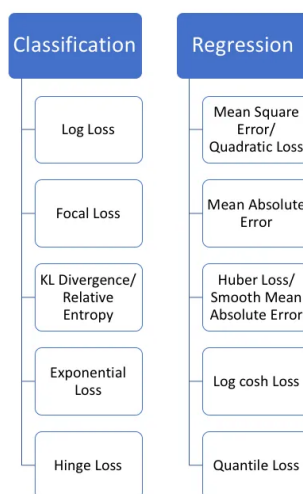 Classification
Log Loss
Focal Loss
KL Divergence/
Relative
Entropy
Exponential
Loss
Hinge Loss
Regression
Mean Square
Error/
Quadratic Loss
Mean Absolute
Error
Huber Loss/
Smooth Mean
Absolute Error
Log cosh Loss
Quantile Loss